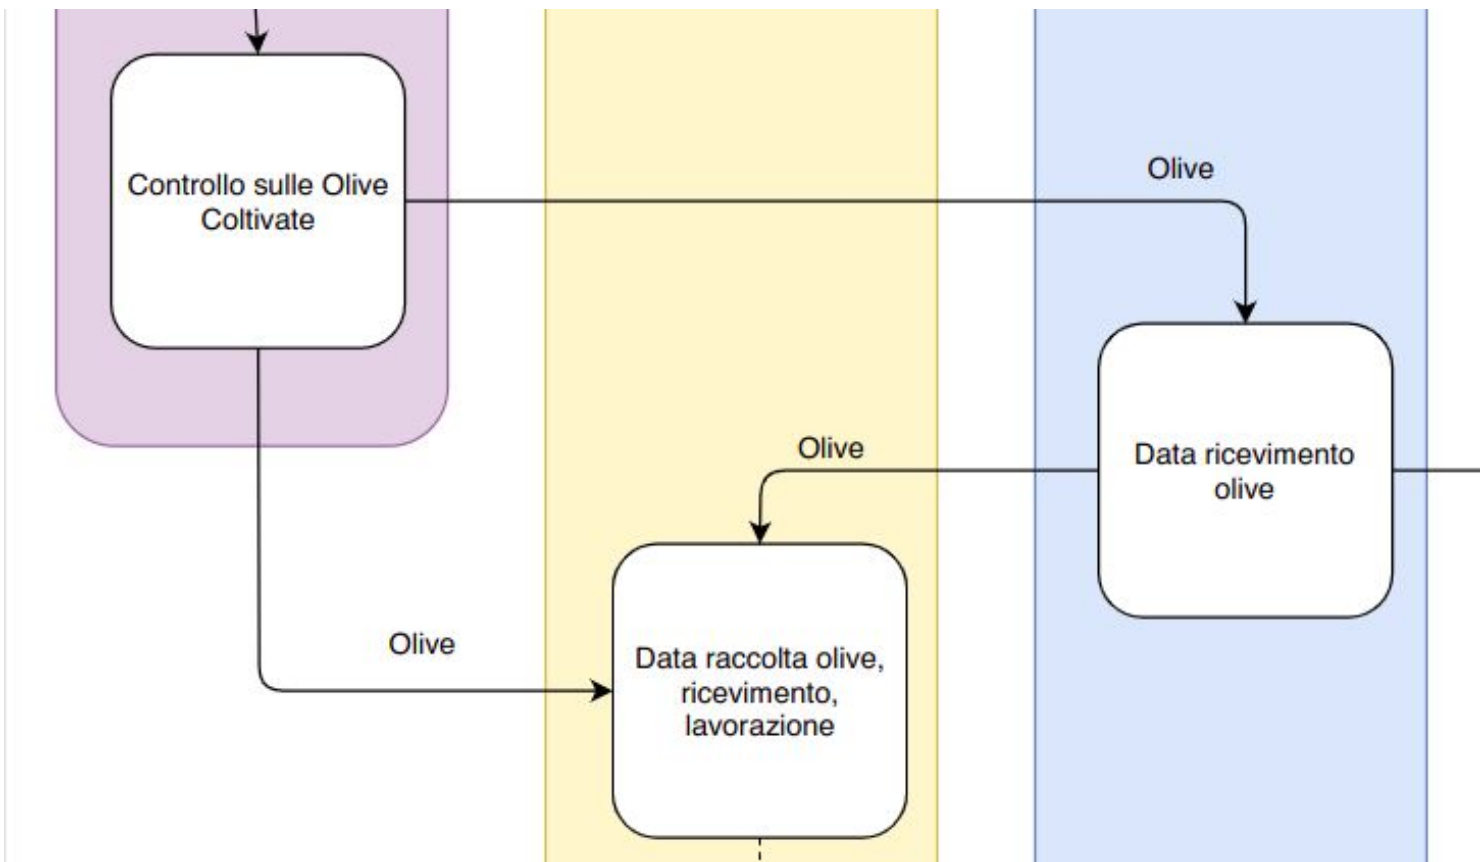 Controllo sulle Olive
Coltivate
Olive
Olive
Data ricevimento
olive
Olive
Data raccolta olive,
ricevimento,
lavorazione